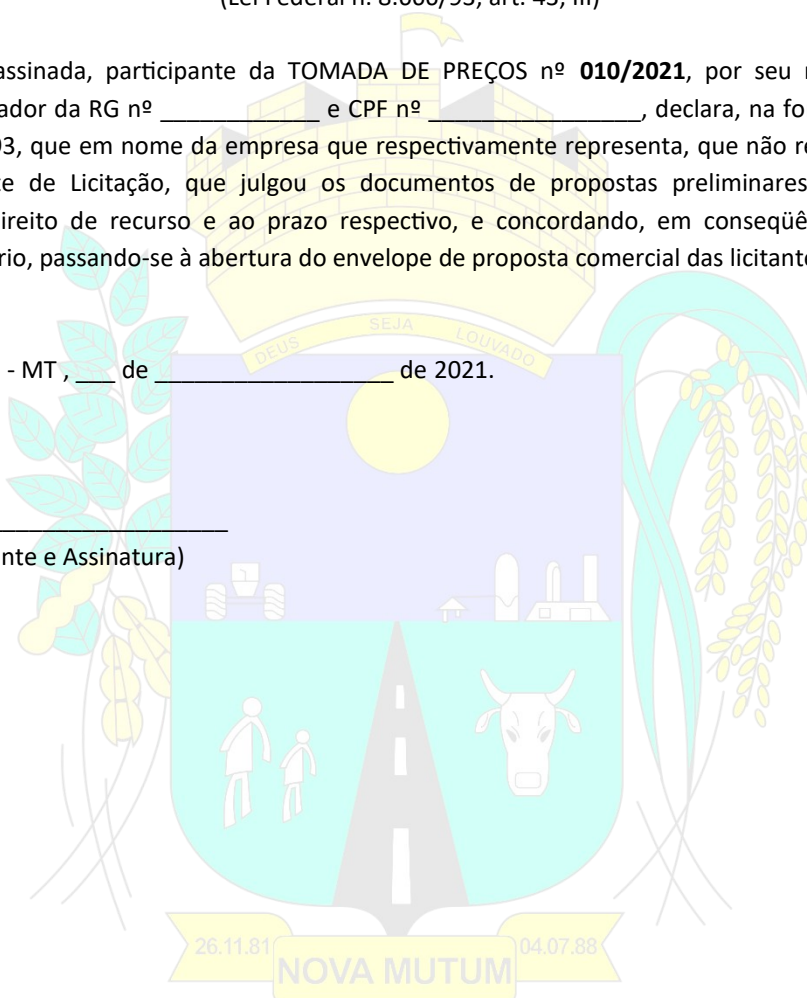 (Lei Federal n. 8.666/93, art. 43, III)
assinada, participante da TOMADA DE PREÇOS nº 010/2021, por seu
ador da RG nº ____________ e CPF nº ________________, declara, na fo
93, que em nome da empresa que respectivamente representa, que não re
te de Licitação, que julgou os documentos de propostas preliminares
ireito de recurso e ao prazo respectivo, e concordando, em conseqüê
rio, passando-se à abertura do envelope de proposta comercial das licitante
DEUS SEJA LOUVADO
- MT , ___ de __________________ de 2021.
__________________
nte e Assinatura)
26.11.81 04.07.88
NOVA MUTUM